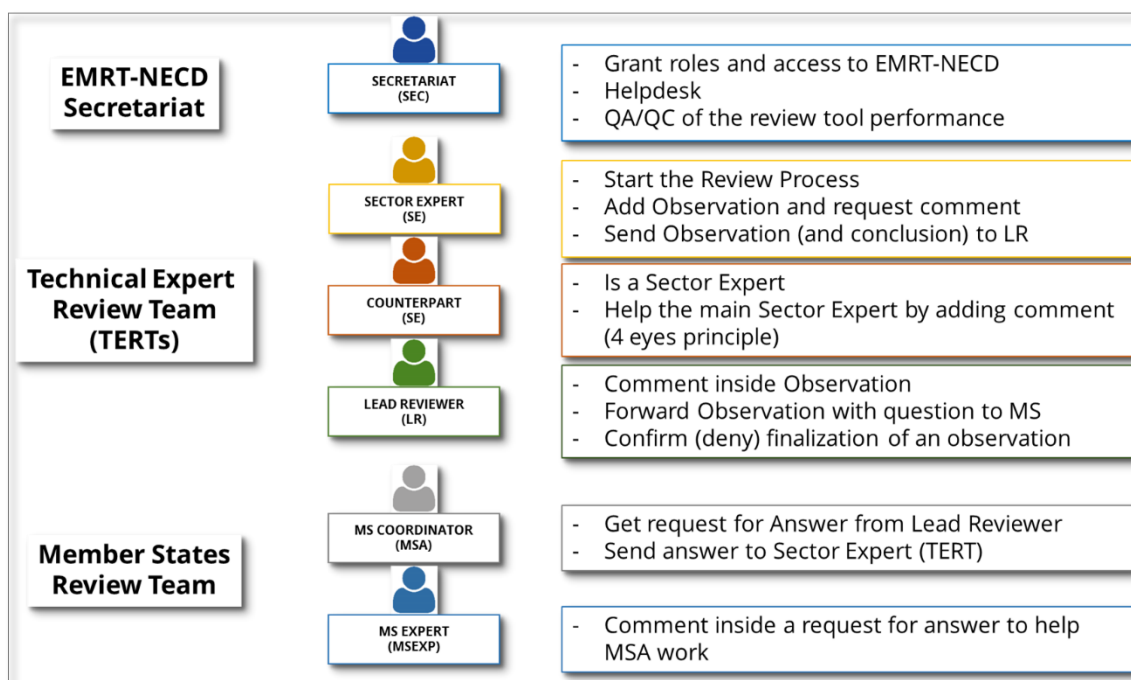 EMRT-NECD
Secretariat
SECRETARIAT
(SEC)
- Grant roles and access to EMRT-NECD
- Helpdesk
- QA/QC of the review tool performance
Technical Expert
Review Team
(TERTs)
SECTOR EXPERT
(SE)
- Start the Review Process
- Add Observation and request comment
- Send Observation (and conclusion) to LR
COUNTERPART
(SE)
- Is a Sector Expert
- Help the main Sector Expert by adding comment
(4 eyes principle)
LEAD REVIEWER
(LR)
- Comment inside Observation
- Forward Observation with question to MS
- Confirm (deny) finalization of an observation
Member States
Review Team
MS COORDINATOR
(MSA)
- Get request for Answer from Lead Reviewer
- Send answer to Sector Expert (TERT)
MS EXPERT
(MSEXP)
- Comment inside a request for answer to help
MSA work